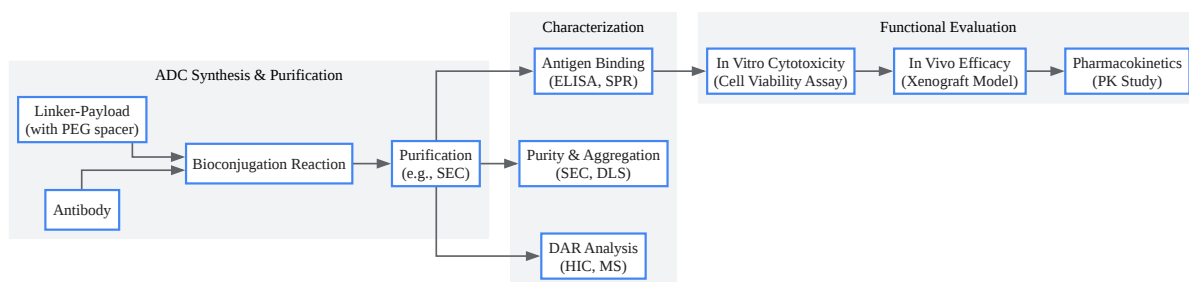 ADC Synthesis & Purification
Linker-Payload
(with PEG spacer)
Antibody
Bioconjugation Reaction
Purification
(e.g., SEC)
Characterization
Antigen Binding
(ELISA, SPR)
Purity & Aggregation
(SEC, DLS)
DAR Analysis
(HIC, MS)
Functional Evaluation
In Vitro Cytotoxicity
(Cell Viability Assay)
In Vivo Efficacy
(Xenograft Model)
Pharmacokinetics
(PK Study)